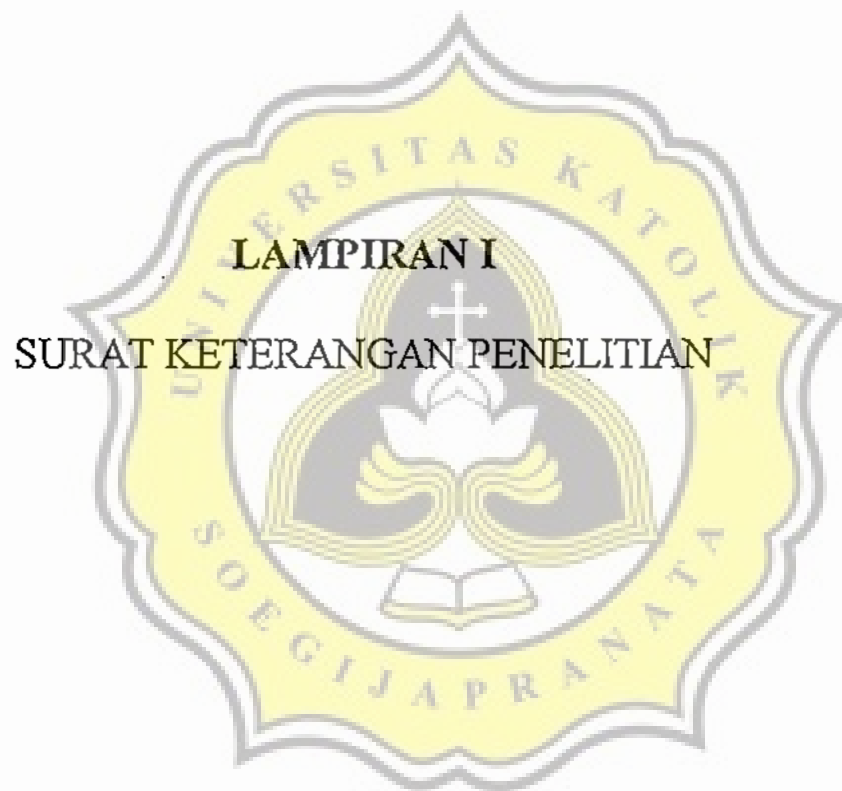 UNIVERSITAS KATOLIK
LAMPIRAN I
SURAT KETERANGAN PENELITIAN
SOEGIJAPRANATA